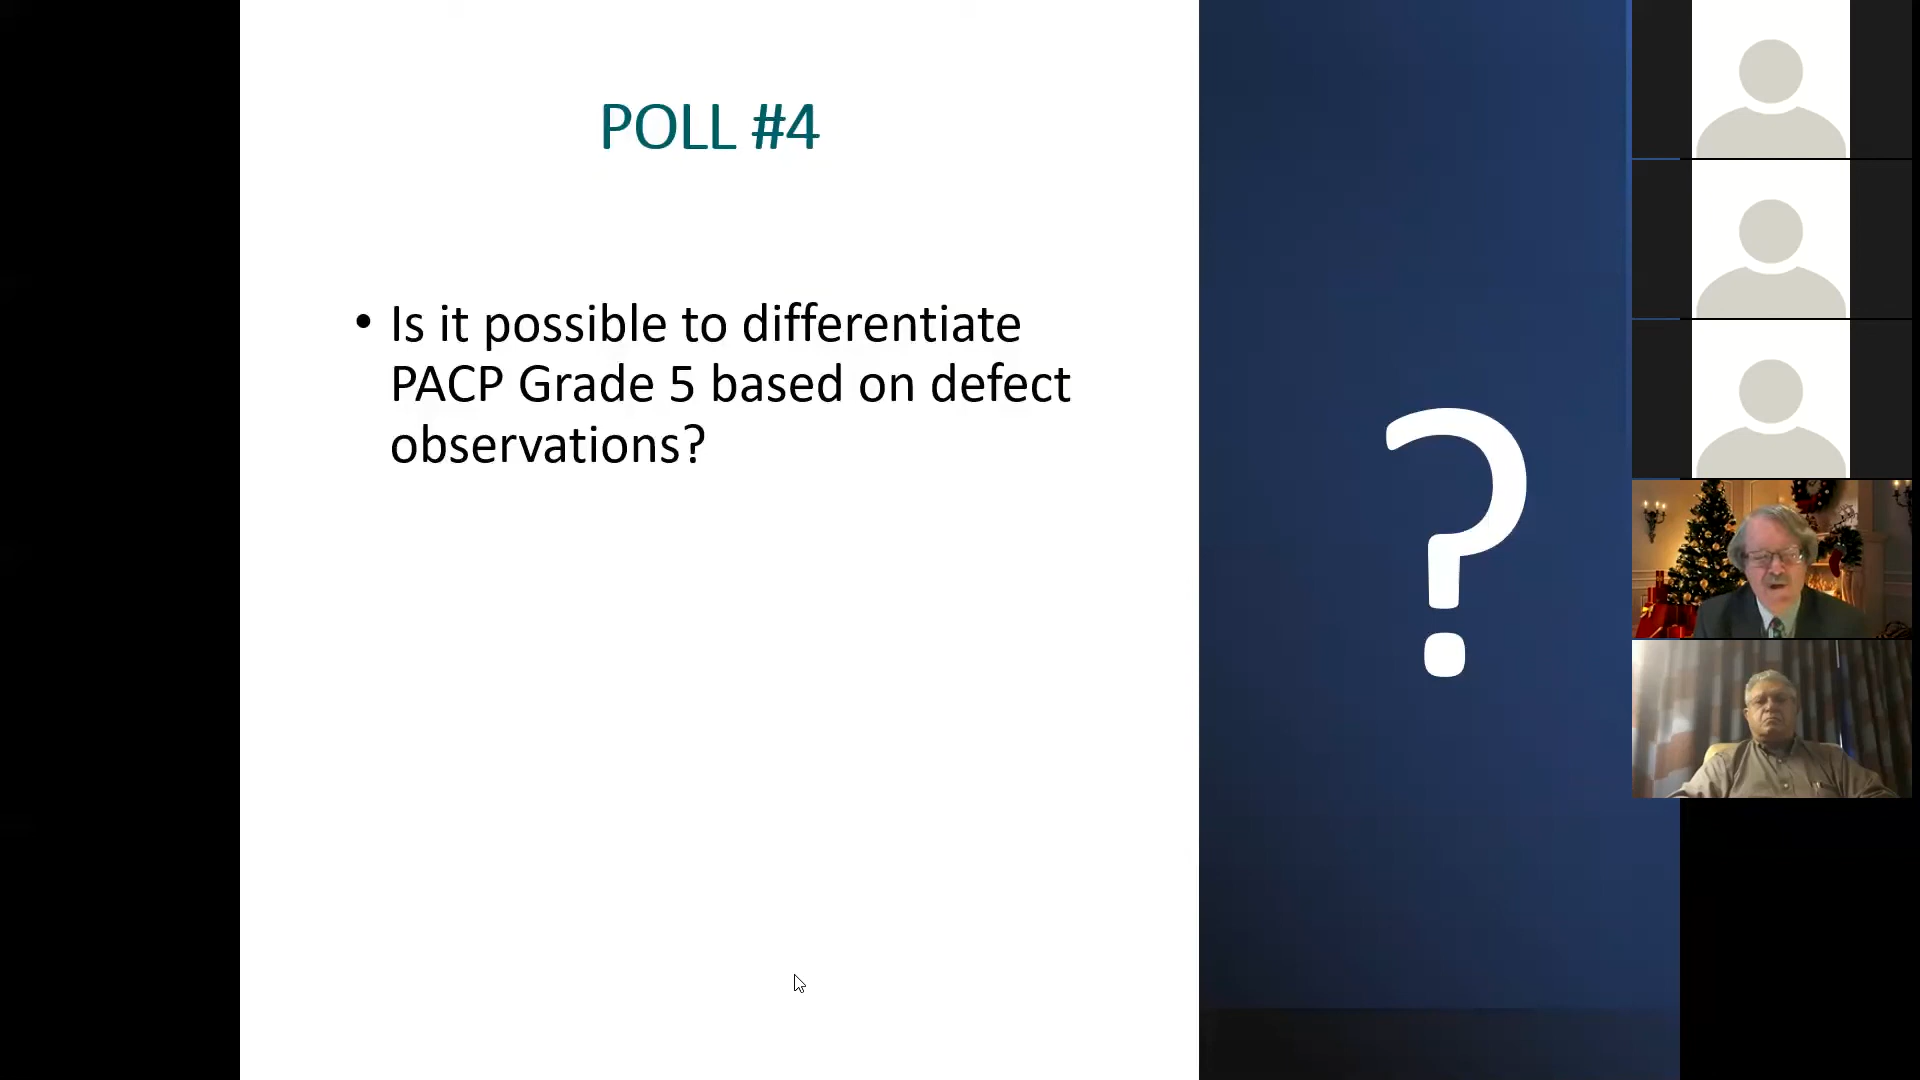 POLL #4
• Is it possible to differentiate
PACP Grade 5 based on defect
observations?
?